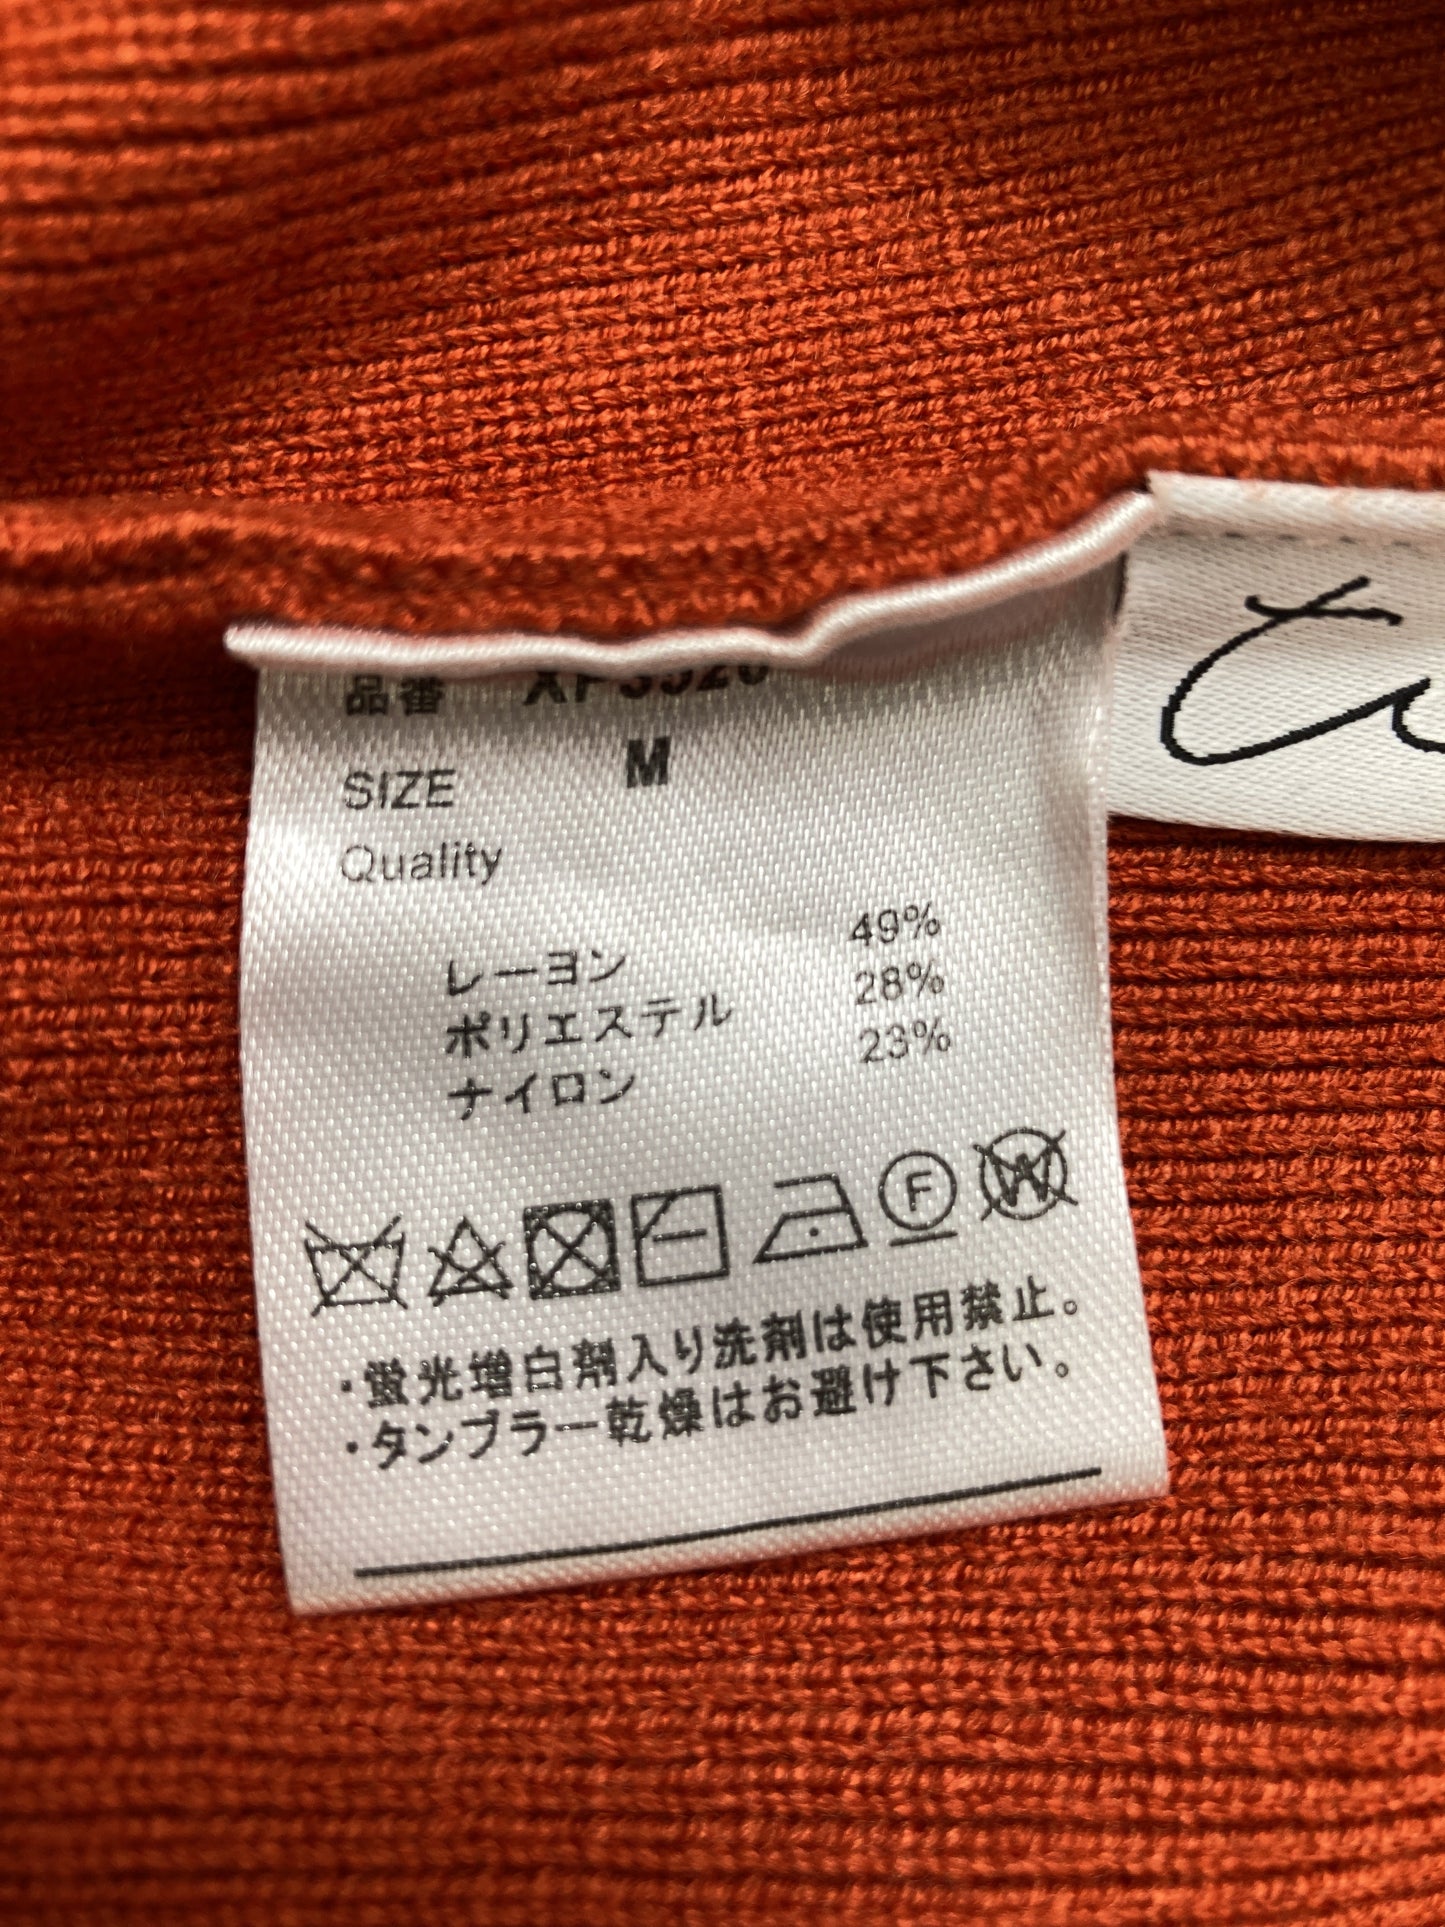 品番
SIZE M
Quality
レーヨン 49%
ポリエステル 28%
ナイロン 23%
F W
・蛍光増白剤入り洗剤は使用禁止。
・タンブラー乾燥はお避け下さい。